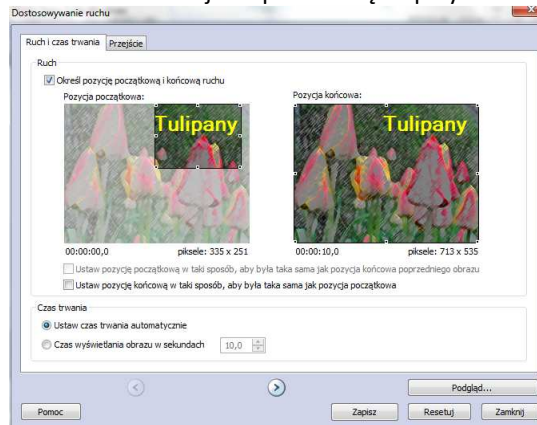 Dostosowywanie ruchu
Ruch i czas trwania
Przejście
Ruch
Określ pozycję początkową i końcową ruchu
Pozycja początkowa:
Pozycja końcowa:
Tulipany
Tulipany
00:00:00,0
piksele: 335 x 251
00:00:10,0
piksele: 713 x 535
Ustaw pozycję początkową w taki sposób, aby była taka sama jak pozycja końcowa poprzedniego obrazu
Ustaw pozycję końcową w taki sposób, aby była taka sama jak pozycja początkowa
Czas trwania
Ustaw czas trwania automatycznie
Czas wyświetlania obrazu w sekundach
10,0
Podgląd...
Pomoc
Zapisz
Resetuj
Zamknij